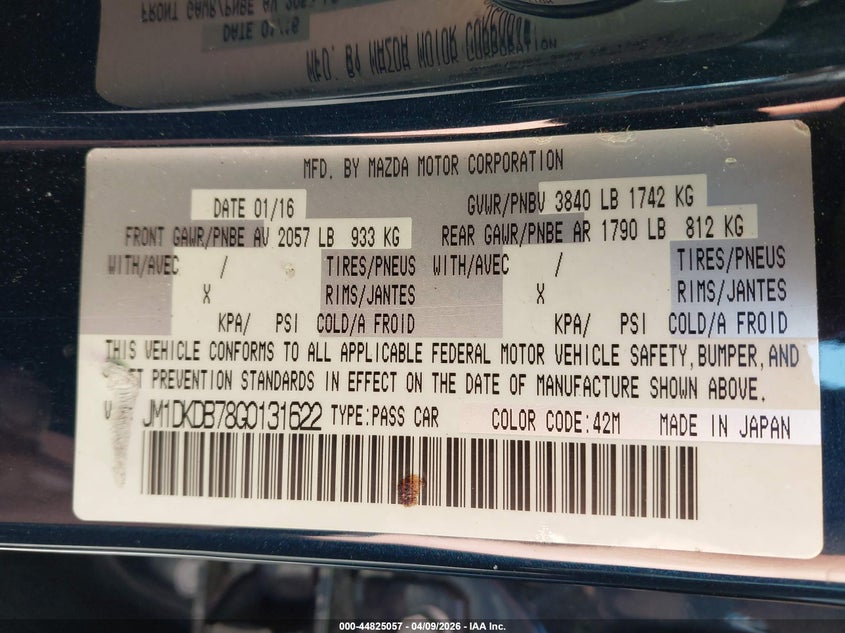 MFD. BY MAZDA MOTOR CORPORATION
DATE 01/16
GVWR/PNBV 3840 LB 1742 KG
FRONT GAWR/PNBE AV 2057 LB 933 KG
REAR GAWR/PNBE AR 1790 LB 812 KG
WITH/AVEC / TIRES/PNEUS WITH/AVEC / TIRES/PNEUS
X RIMS/JANTES X RIMS/JANTES
KPA/ PSI COLD/A FROID KPA/ PSI COLD/A FROID
THIS VEHICLE CONFORMS TO ALL APPLICABLE FEDERAL MOTOR VEHICLE SAFETY, BUMPER, AND
PREVENTION STANDARDS IN EFFECT ON THE DATE OF MANUFACTURE SHOWN ABOVE.
JM1DKDB78G0131622 TYPE:PASS CAR COLOR CODE:42M MADE IN JAPAN
000-44825057 - 04/09/2026 - IAA Inc.